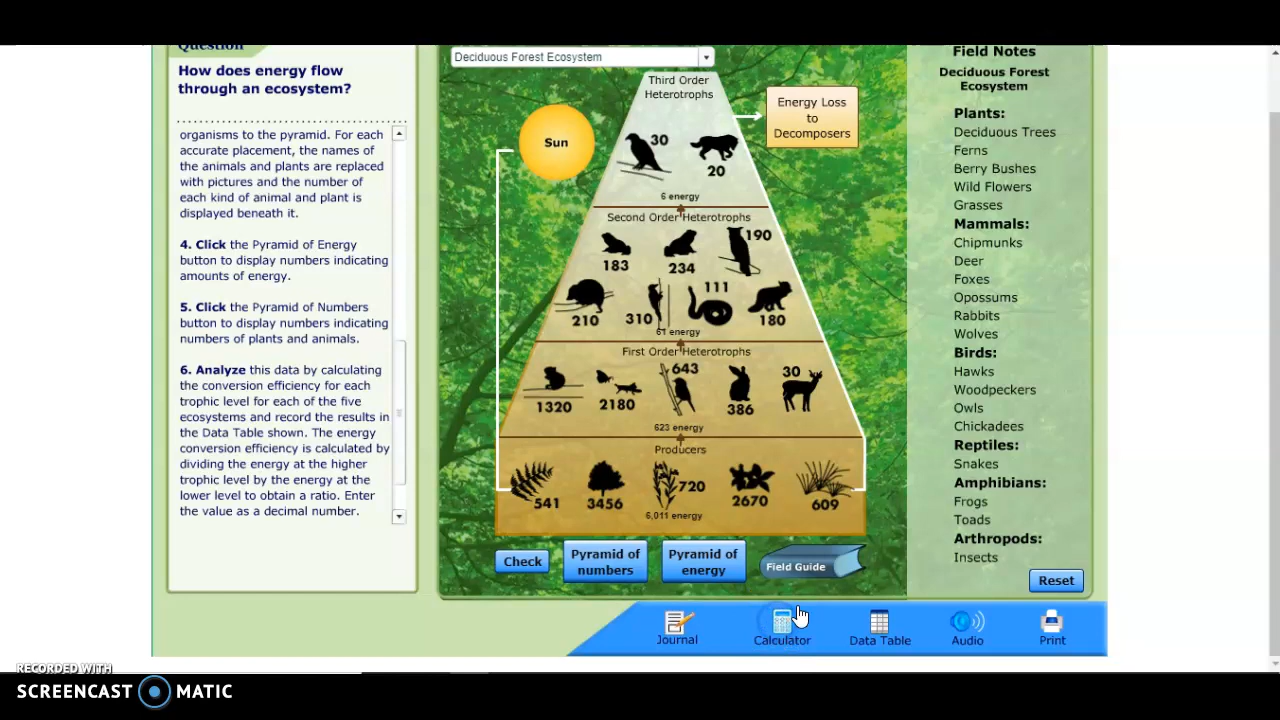 Question
How does energy flow
through an ecosystem?
organisms to the pyramid. For each
accurate placement, the names of
the animals and plants are replaced
with pictures and the number of
each kind of animal and plant is
displayed beneath it.
4. Click the Pyramid of Energy
button to display numbers indicating
amounts of energy.
5. Click the Pyramid of Numbers
button to display numbers indicating
numbers of plants and animals.
6. Analyze this data by calculating
the conversion efficiency for each
trophic level for each of the five
ecosystems and record the results in
the Data Table shown. The energy
conversion efficiency is calculated by
dividing the energy at the higher
trophic level by the energy at the
lower level to obtain a ratio. Enter
the value as a decimal number.
Deciduous Forest Ecosystem
Sun
Third Order
Heterotrophs
Energy Loss
to
Decomposers
30
20
6 energy
Second Order Heterotrophs
183
234
190
210
310
111
180
61 energy
First Order Heterotrophs
1320
2180
643
386
30
623 energy
Producers
541
3456
720
2670
609
6,011 energy
Check
Pyramid of
numbers
Pyramid of
energy
Field Guide
Field Notes
Deciduous Forest
Ecosystem
Plants:
Deciduous Trees
Ferns
Berry Bushes
Wild Flowers
Grasses
Mammals:
Chipmunks
Deer
Foxes
Opossums
Rabbits
Wolves
Birds:
Hawks
Woodpeckers
Owls
Chickadees
Reptiles:
Snakes
Amphibians:
Frogs
Toads
Arthropods:
Insects
Reset
Journal
Calculator
Data Table
Audio
Print
RECORDED WITH
SCREENCAST MATIC